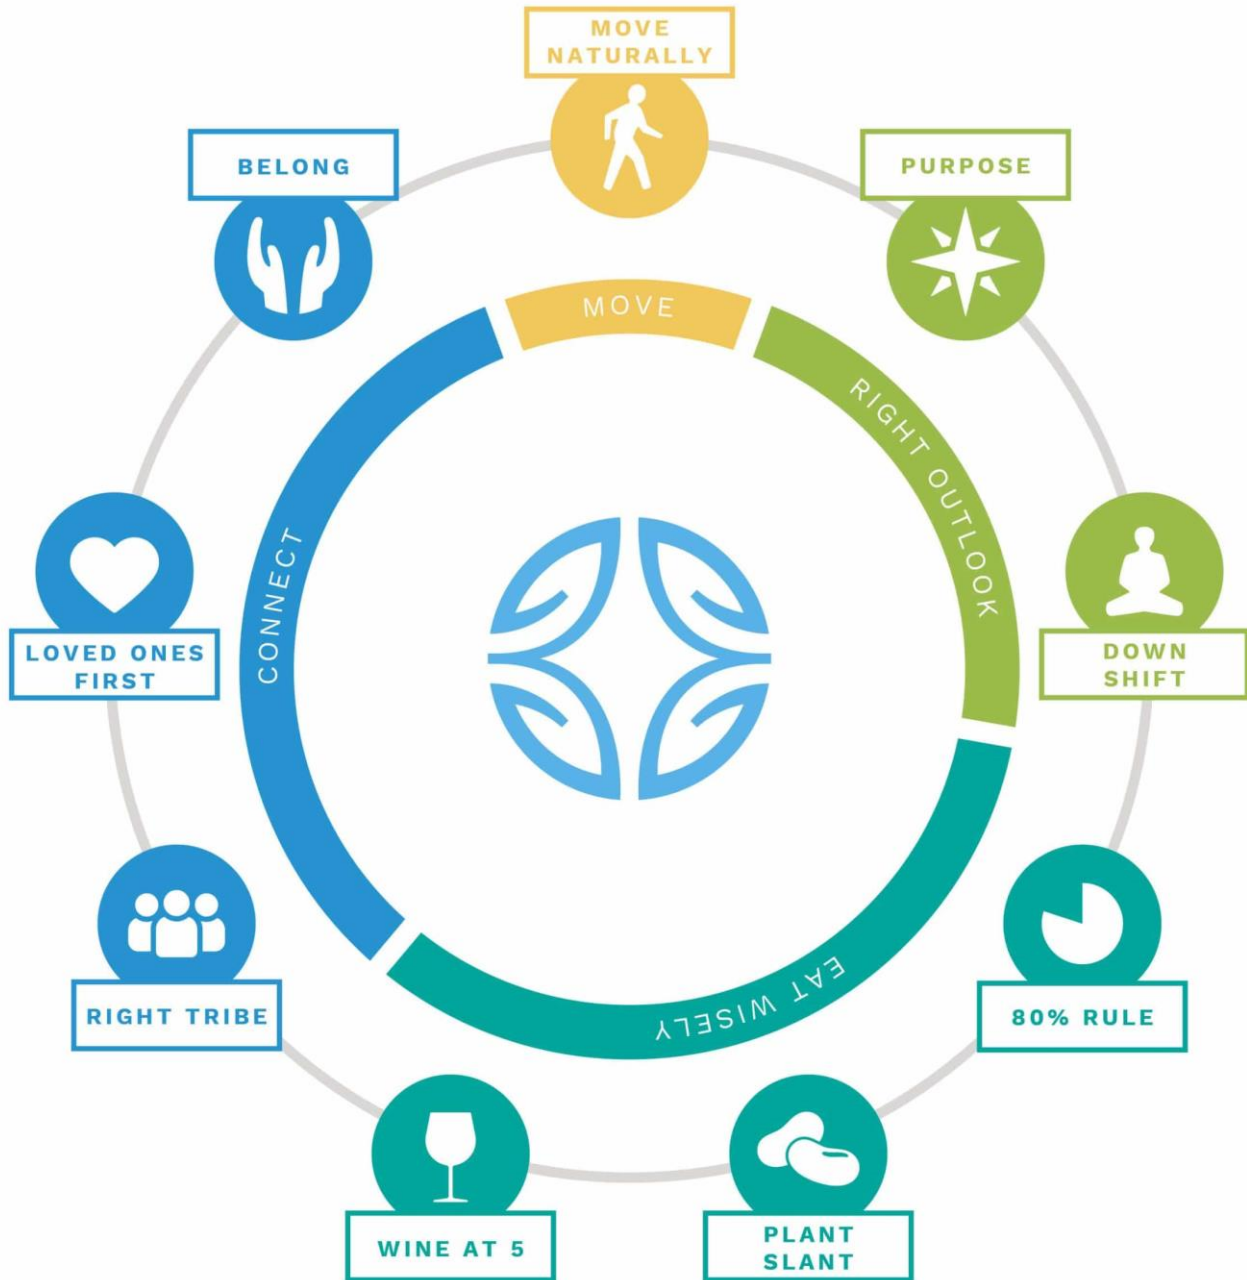 MOVE
NATURALLY
BELONG
PURPOSE
MOVE
RIGHT OUTLOOK
CONNECT
LOVED ONES
FIRST
DOWN
SHIFT
RIGHT TRIBE
80% RULE
EAT WISELY
WINE AT 5
PLANT
SLANT